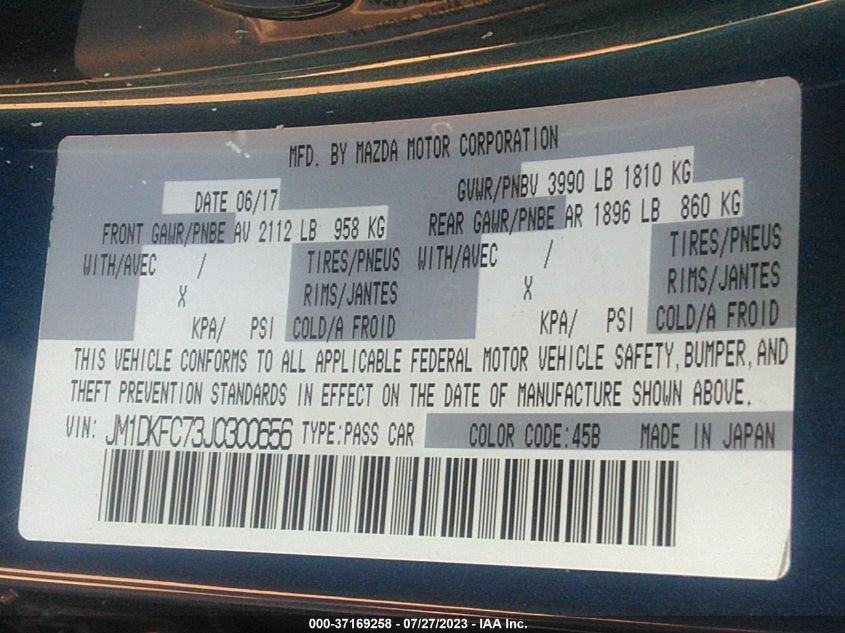 MFD. BY MAZDA MOTOR CORPORATION
DATE 06/17 GVWR/PNBV 3990 LB 1810 KG
FRONT GAWR/PNBE AV 2112 LB 958 KG REAR GAWR/PNBE AR 1896 LB 860 KG
WITH/AVEC / TIRES/PNEUS WITH/AVEC / TIRES/PNEUS
X RIMS/JANTES X RIMS/JANTES
KPA/ PSI COLD/A FROID KPA/ PSI COLD/A FROID
THIS VEHICLE CONFORMS TO ALL APPLICABLE FEDERAL MOTOR VEHICLE SAFETY, BUMPER, AND
THEFT PREVENTION STANDARDS IN EFFECT ON THE DATE OF MANUFACTURE SHOWN ABOVE.
VIN: JM1DKFC73J0300656 TYPE:PASS CAR COLOR CODE:45B MADE IN JAPAN
000-37169258 - 07/27/2023 - IAA Inc.